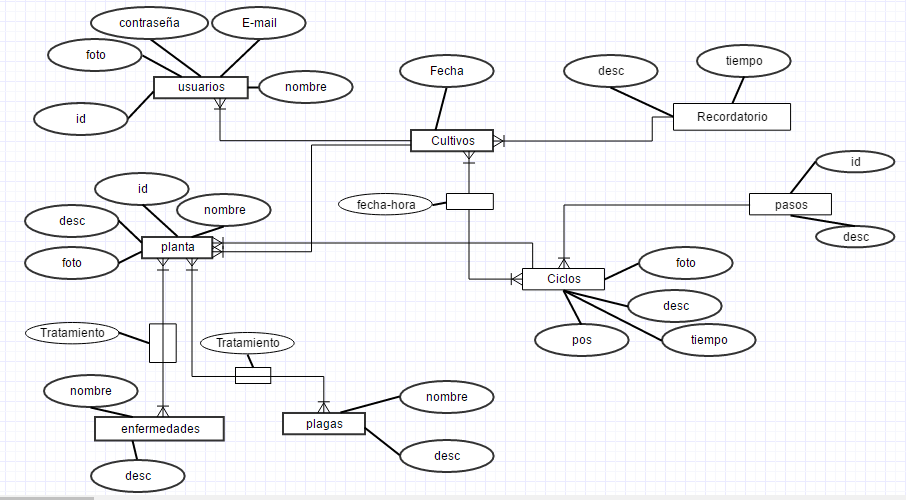 contraseña
E-mail
foto
usuarios
nombre
id
Fecha
desc
tiempo
Recordatorio
Cultivos
id
pasos
desc
id
desc
nombre
fecha-hora
planta
foto
foto
Ciclos
desc
pos
tiempo
Tratamiento
Tratamiento
nombre
nombre
enfermedades
plagas
desc
desc